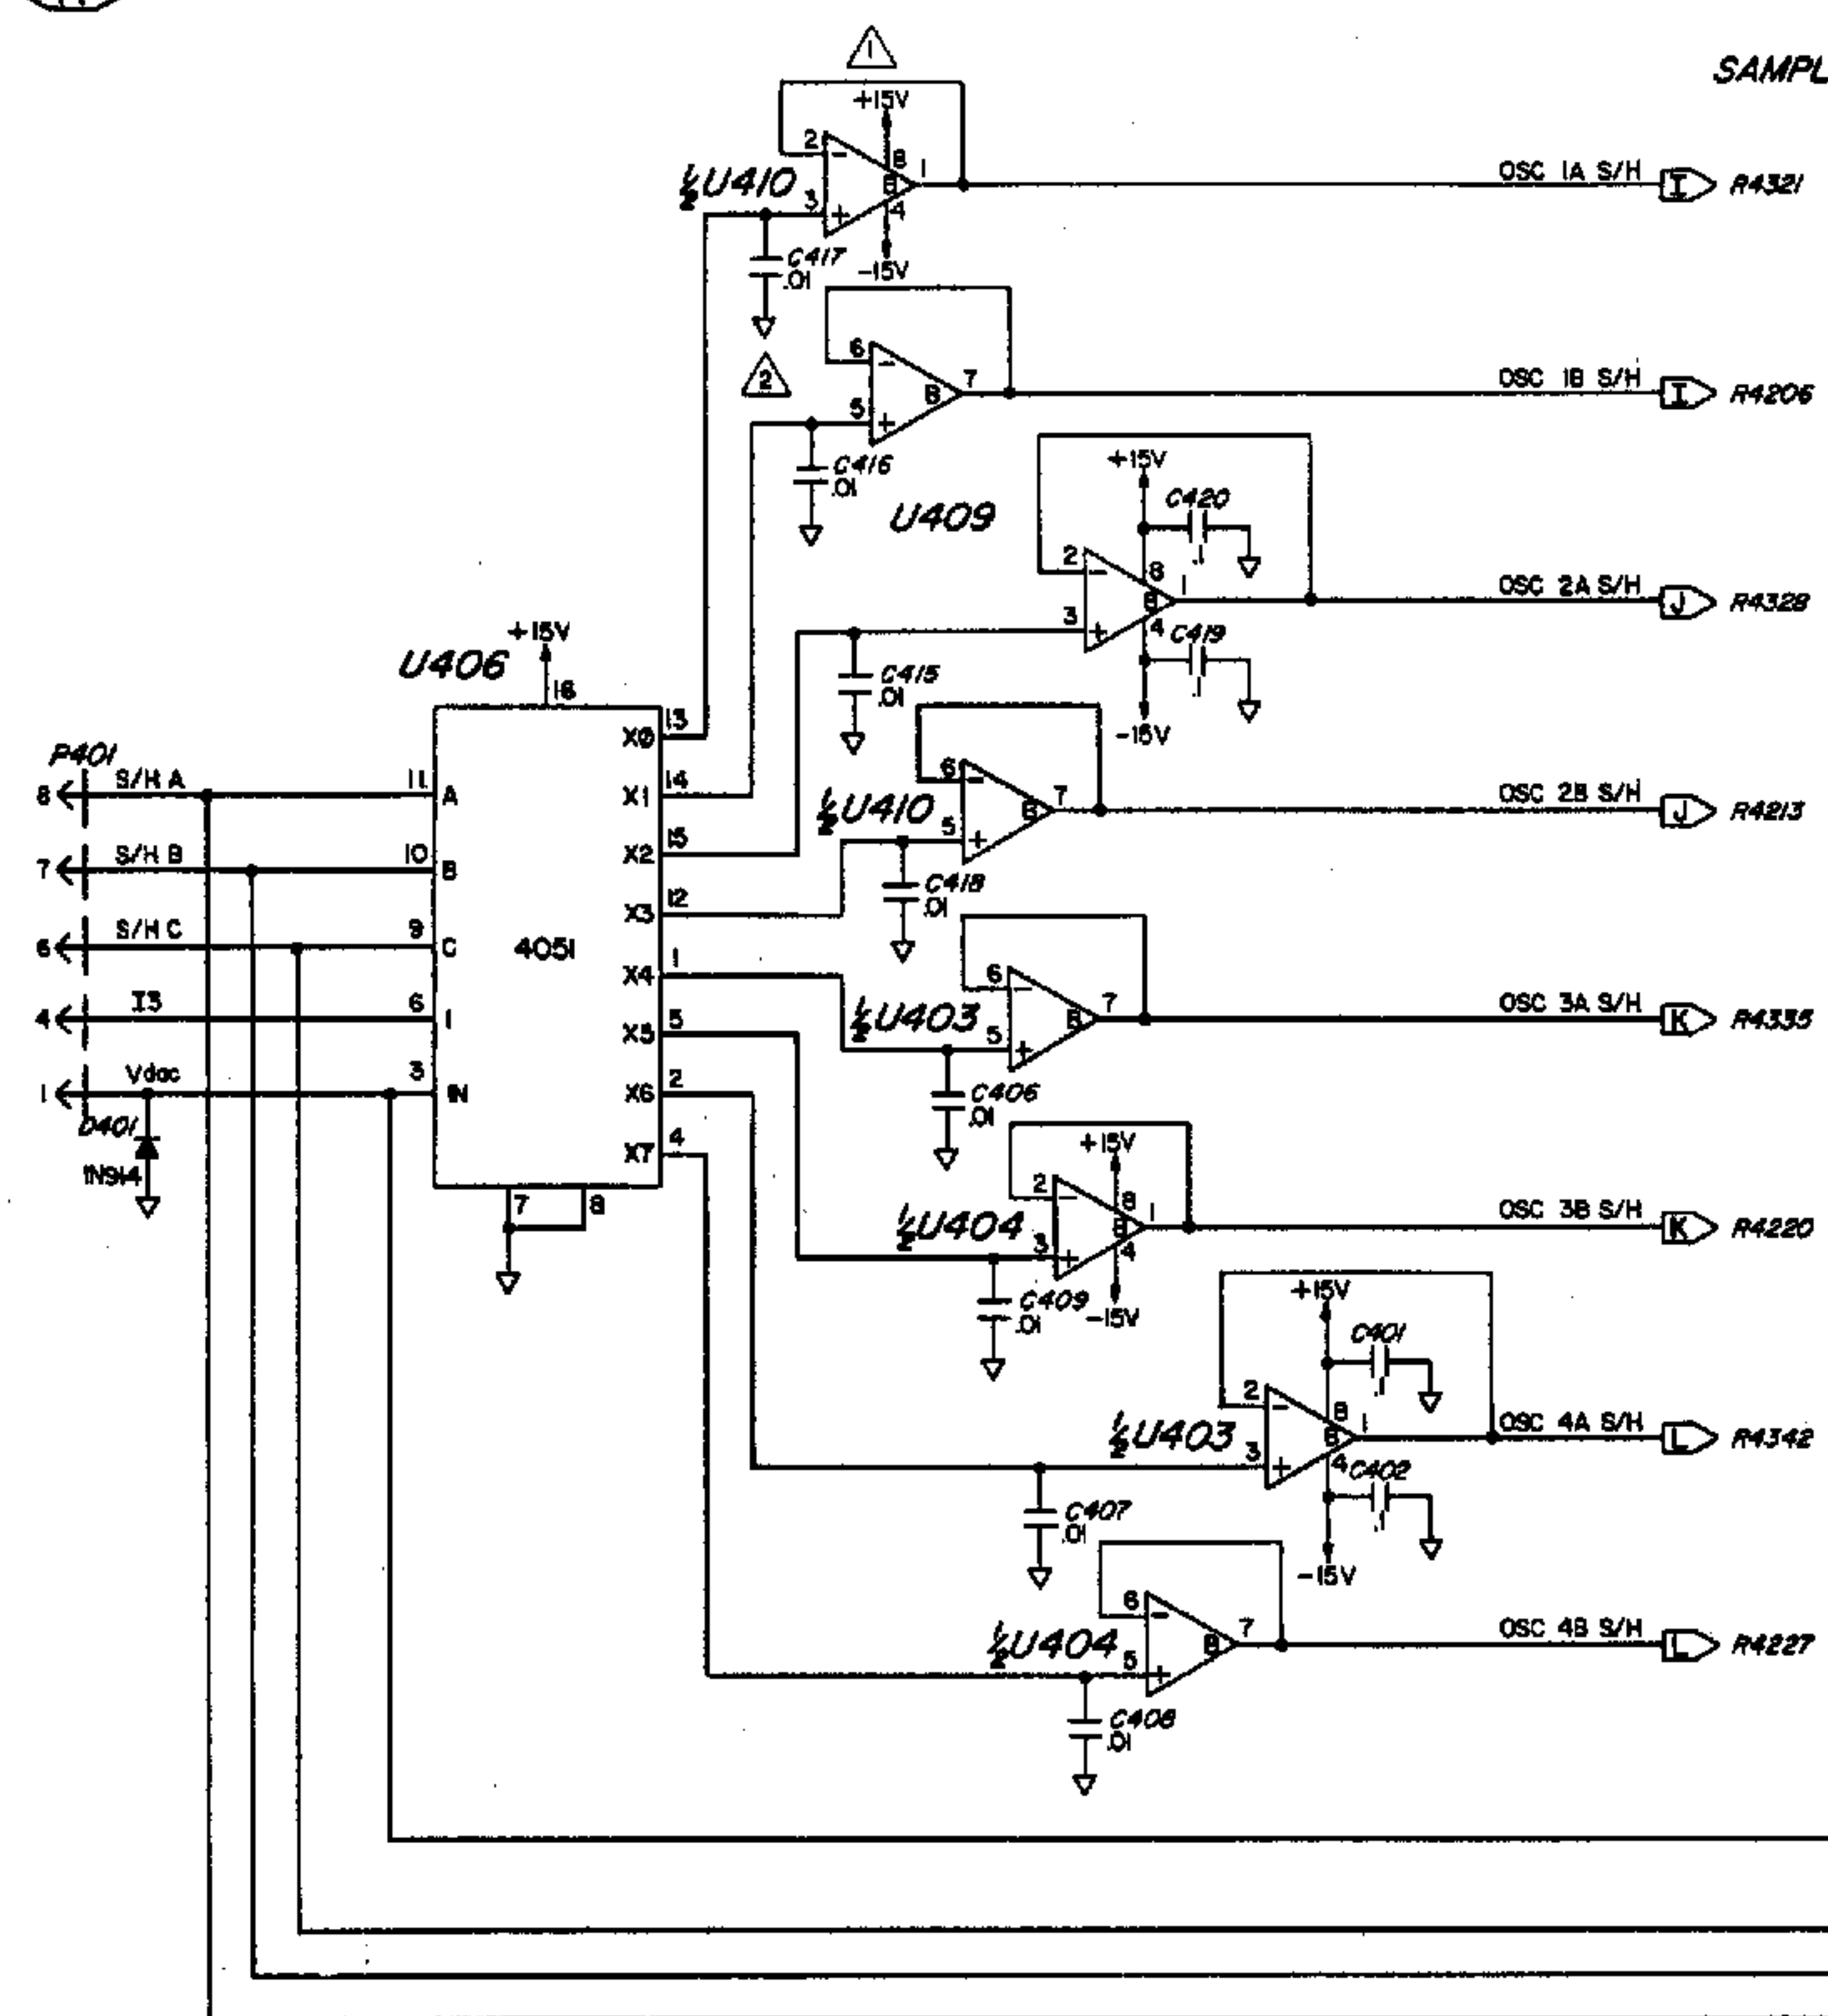 SAMPL
1
+15V
2
8
1
½U410
B
OSC 1A S/H
I
R4321
3
4
C417
.01
-15V
2
6
7
B
OSC 1B S/H
I
R4206
5
C416
.01
U409
+15V
C420
.1
2
8
1
B
OSC 2A S/H
J
R4328
3
4
C419
.1
C415
.01
-15V
+15V
U406
16
P401
8
S/H A
11
A
7
S/H B
10
B
6
S/H C
9
C
4
I3
6
I
1
Vdac
3
IN
D401
1N914
4051
7
8
X0
13
X1
14
X2
15
X3
12
X4
1
X5
5
X6
2
X7
4
6
7
½U410
B
OSC 2B S/H
J
R4213
5
C418
.01
6
7
½U403
B
OSC 3A S/H
K
R4335
5
C406
.01
+15V
2
8
1
½U404
B
OSC 3B S/H
K
R4220
3
4
C409
.01
-15V
+15V
C401
.1
2
8
1
½U403
B
OSC 4A S/H
L
R4342
3
4
C402
.1
C407
.01
-15V
6
7
½U404
B
OSC 4B S/H
L
R4227
5
C408
.01